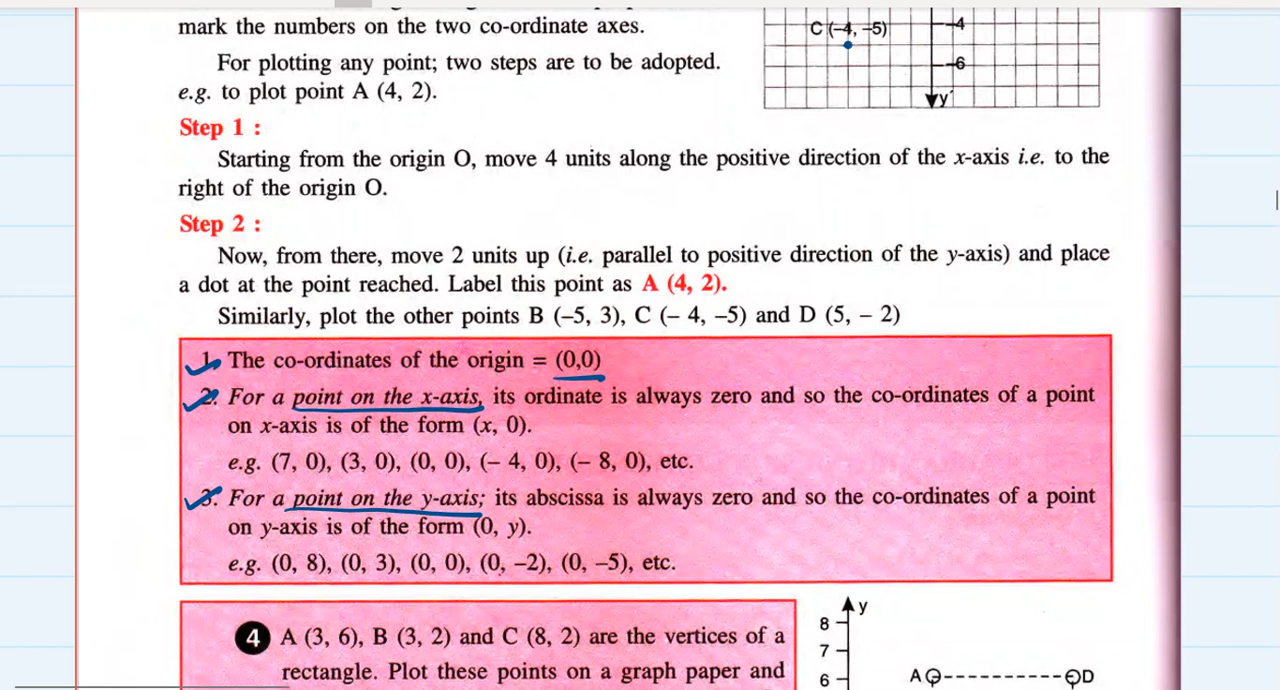 mark the numbers on the two co-ordinate axes.
For plotting any point; two steps are to be adopted.
e.g. to plot point A (4, 2).
C (–4, –5)
–4
–6
y′
Step 1 :
Starting from the origin O, move 4 units along the positive direction of the x-axis i.e. to the
right of the origin O.
Step 2 :
Now, from there, move 2 units up (i.e. parallel to positive direction of the y-axis) and place
a dot at the point reached. Label this point as A (4, 2).
Similarly, plot the other points B (–5, 3), C (– 4, –5) and D (5, – 2)
1. The co-ordinates of the origin = (0,0)
2. For a point on the x-axis, its ordinate is always zero and so the co-ordinates of a point
on x-axis is of the form (x, 0).
e.g. (7, 0), (3, 0), (0, 0), (– 4, 0), (– 8, 0), etc.
3. For a point on the y-axis; its abscissa is always zero and so the co-ordinates of a point
on y-axis is of the form (0, y).
e.g. (0, 8), (0, 3), (0, 0), (0, –2), (0, –5), etc.
4 A (3, 6), B (3, 2) and C (8, 2) are the vertices of a
rectangle. Plot these points on a graph paper and
y
8
7
6
A D